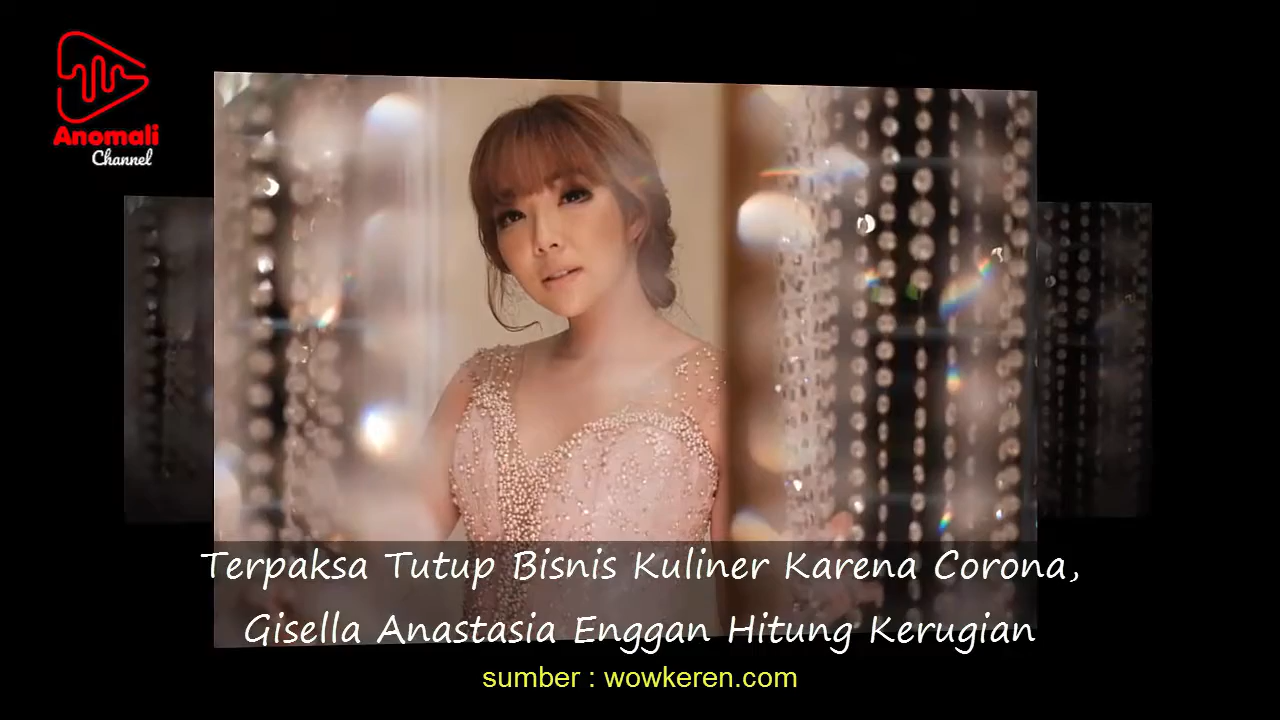 Anomali
Channel
Terpaksa Tutup Bisnis Kuliner Karena Corona,
Gisella Anastasia Enggan Hitung Kerugian
sumber : wowkeren.com